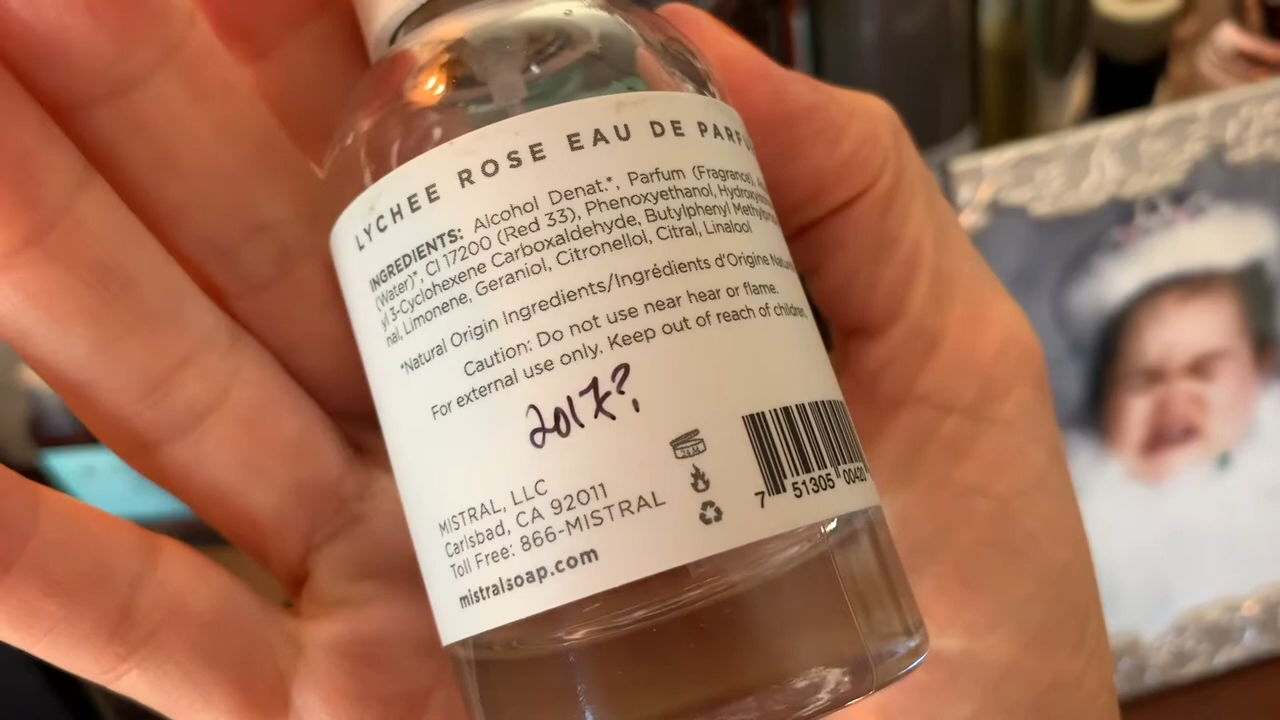 LYCHEE ROSE EAU DE PARFU
INGREDIENTS: Alcohol Denat.*, Parfum (Fragrance),
(Water)*, CI 17200 (Red 33), Phenoxyethanol,
yl 3-Cyclohexene Carboxaldehyde, Butylphenyl
nal, Limonene, Geraniol, Citronellol, Citral, Linalool
*Natural Origin Ingredients/Ingrédients d'Origine
Caution: Do not use near hear or flame.
For external use only. Keep out of reach of children.
2017?
24M
MISTRAL, LLC
Carlsbad, CA 92011
Toll Free: 866-MISTRAL
mistralsoap.com
7 51305 00420